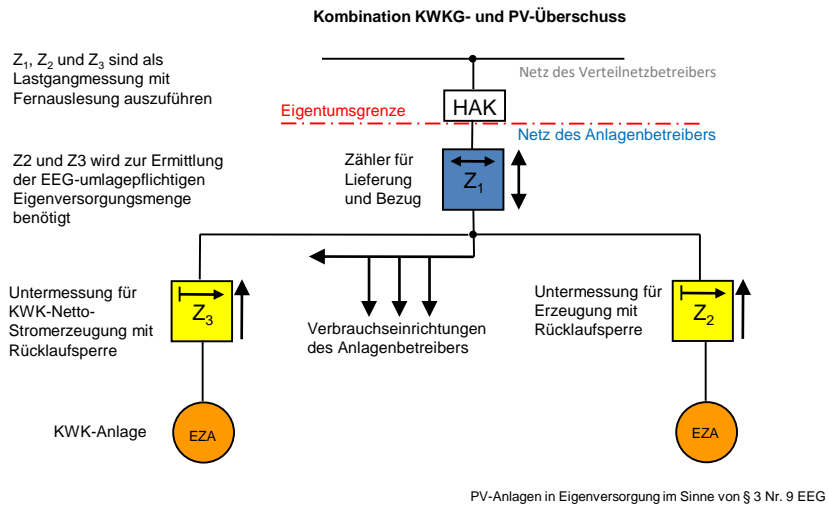 Kombination KWKG- und PV-Überschuss
Z₁, Z₂ und Z₃ sind als
Lastgangmessung mit
Fernauslesung auszuführen
Netz des Verteilnetzbetreibers
HAK
Eigentumsgrenze
Netz des Anlagenbetreibers
Z2 und Z3 wird zur Ermittlung
der EEG-umlagepflichtigen
Eigenversorgungsmenge
benötigt
Zähler für
Lieferung
und Bezug
Z₁
Untermessung für
KWK-Netto-
Stromerzeugung mit
Rücklaufsperre
Z₃
Verbrauchseinrichtungen
des Anlagenbetreibers
Untermessung für
Erzeugung mit
Rücklaufsperre
Z₂
KWK-Anlage
EZA
EZA
PV-Anlagen in Eigenversorgung im Sinne von § 3 Nr. 9 EEG